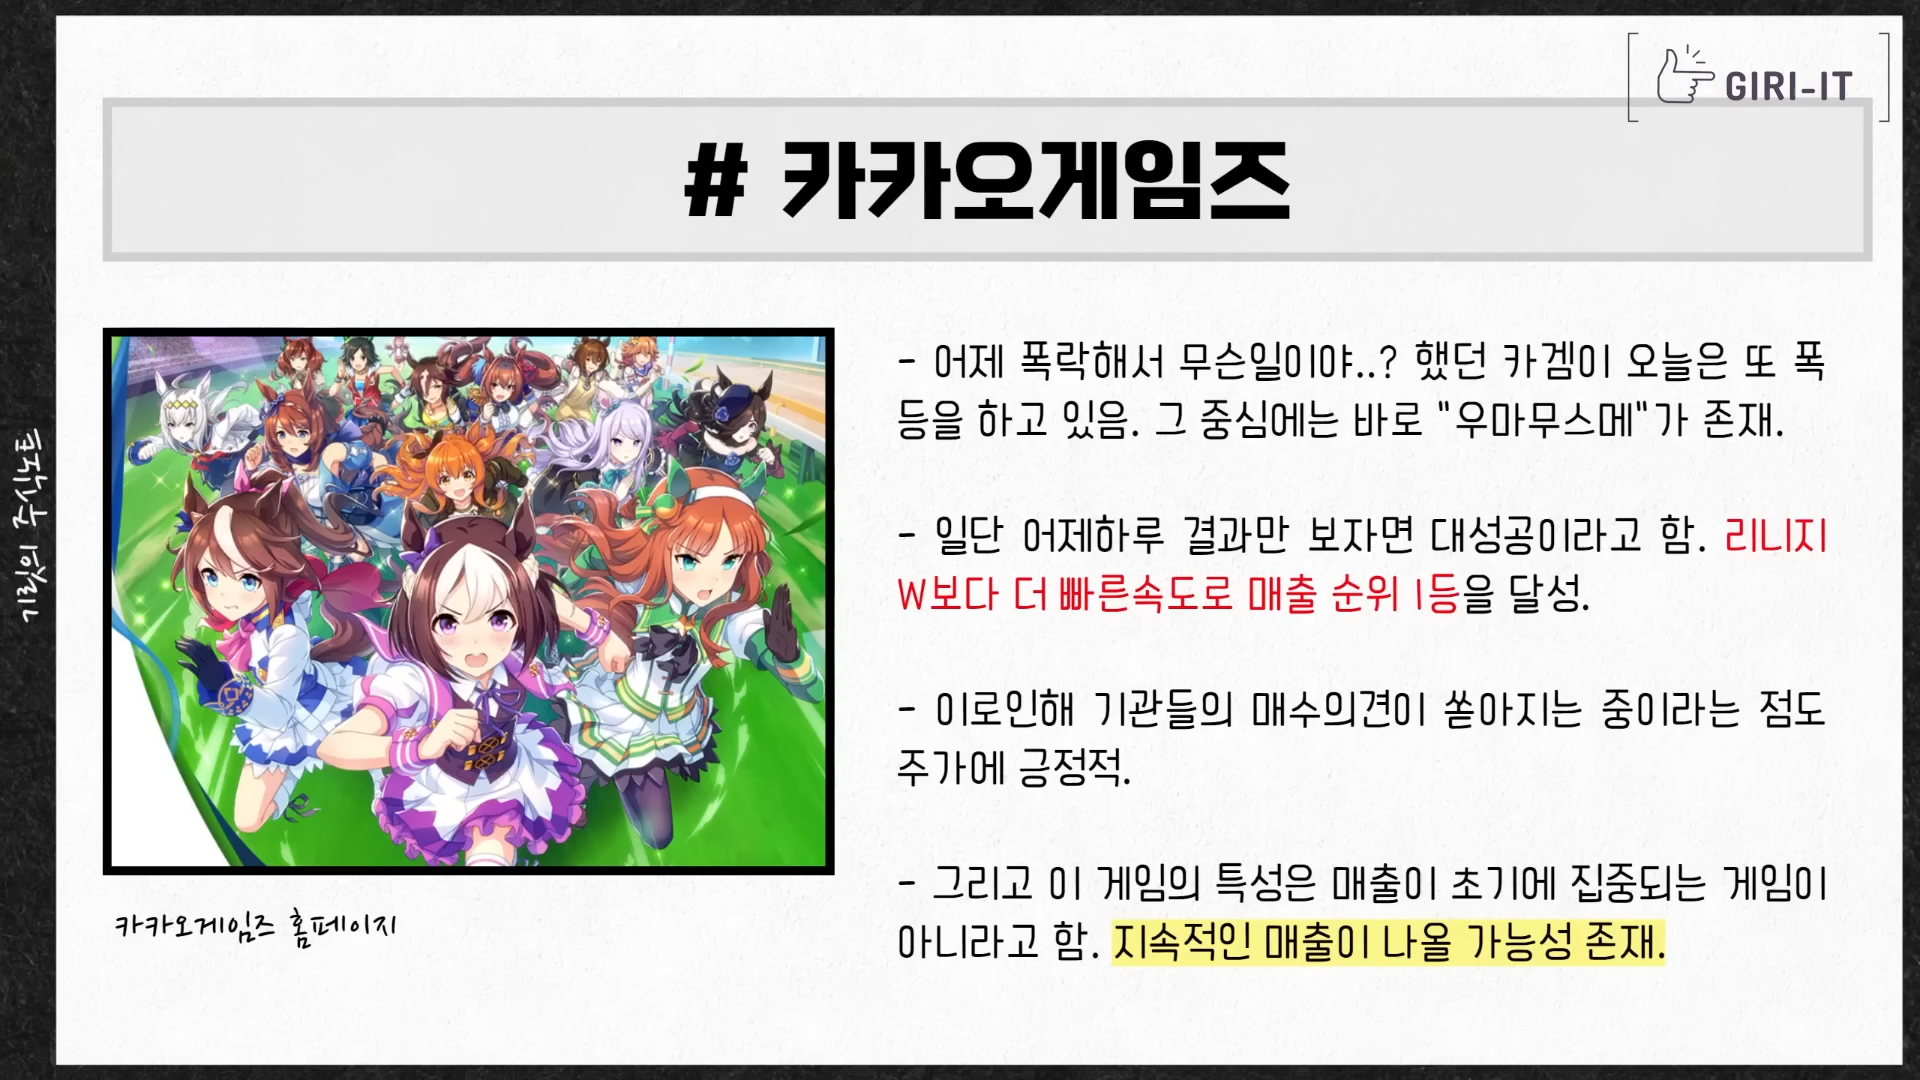 GIRI-IT
# 카카오게임즈
- 어제 폭락해서 무슨일이야..? 했던 카겜이 오늘은 또 폭
등을 하고 있음. 그 중심에는 바로 "우마무스메"가 존재.
- 일단 어제하루 결과만 보자면 대성공이라고 함. 리니지
W보다 더 빠른속도로 매출 순위 1등을 달성.
- 이로인해 기관들의 매수의견이 쏟아지는 중이라는 점도
주가에 긍정적.
- 그리고 이 게임의 특성은 매출이 초기에 집중되는 게임이
아니라고 함. 지속적인 매출이 나올 가능성 존재.
카카오게임즈 홈페이지
기릿의 주식노트